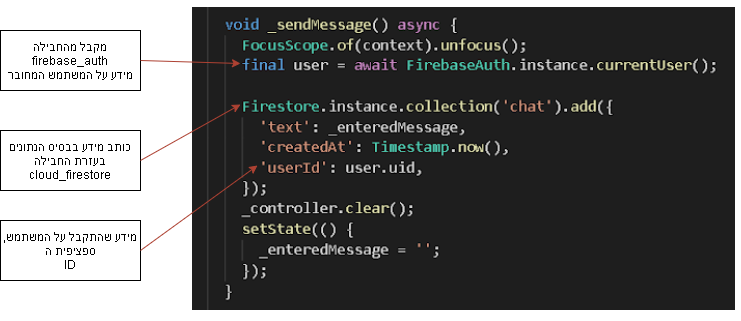 מקבל מהחבילה
firebase_auth
מידע על המשתמש המחובר
כותב מידע בבסיס הנתונים
בעזרת החבילה
cloud_firestore
מידע שהתקבל על המשתמש,
ספציפית ה
ID
void _sendMessage() async {
FocusScope.of(context).unfocus();
final user = await FirebaseAuth.instance.currentUser();
Firestore.instance.collection('chat').add({
'text': _enteredMessage,
'createdAt': Timestamp.now(),
'userId': user.uid,
});
_controller.clear();
setState(() {
_enteredMessage = '';
});
}